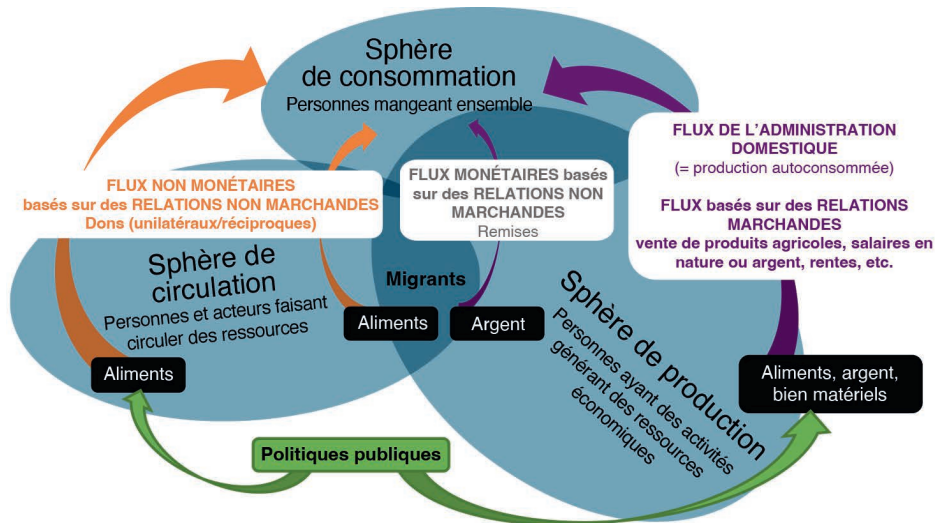 Sphère
de consommation
Personnes mangeant ensemble
FLUX NON MONÉTAIRES
basés sur des RELATIONS NON MARCHANDES
Dons (unilatéraux/réciproques)
FLUX MONÉTAIRES basés
sur des RELATIONS NON
MARCHANDES
Remises
FLUX DE L’ADMINISTRATION
DOMESTIQUE
(= production autoconsommée)
FLUX basés sur des RELATIONS
MARCHANDES
vente de produits agricoles, salaires en
nature ou argent, rentes, etc.
Sphère de
circulation
Personnes et acteurs faisant
circuler des ressources
Migrants
Aliments
Argent
Aliments
Sphère de production
Personnes ayant des activités
générant des ressources
économiques
Aliments, argent,
bien matériels
Politiques publiques